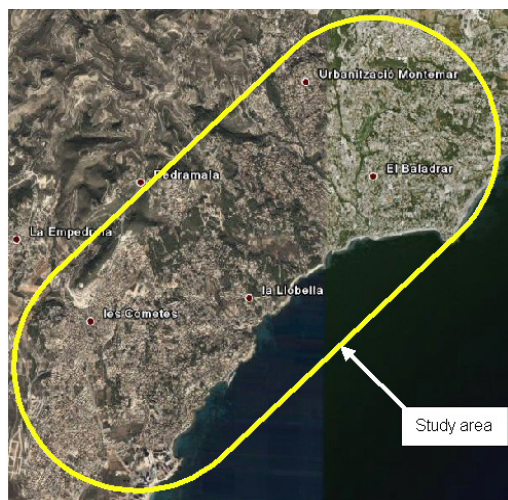 Urbanització Montemar
El Baladrar
Pedramala
La Empedrola
la Llobella
les Cometes
Study area